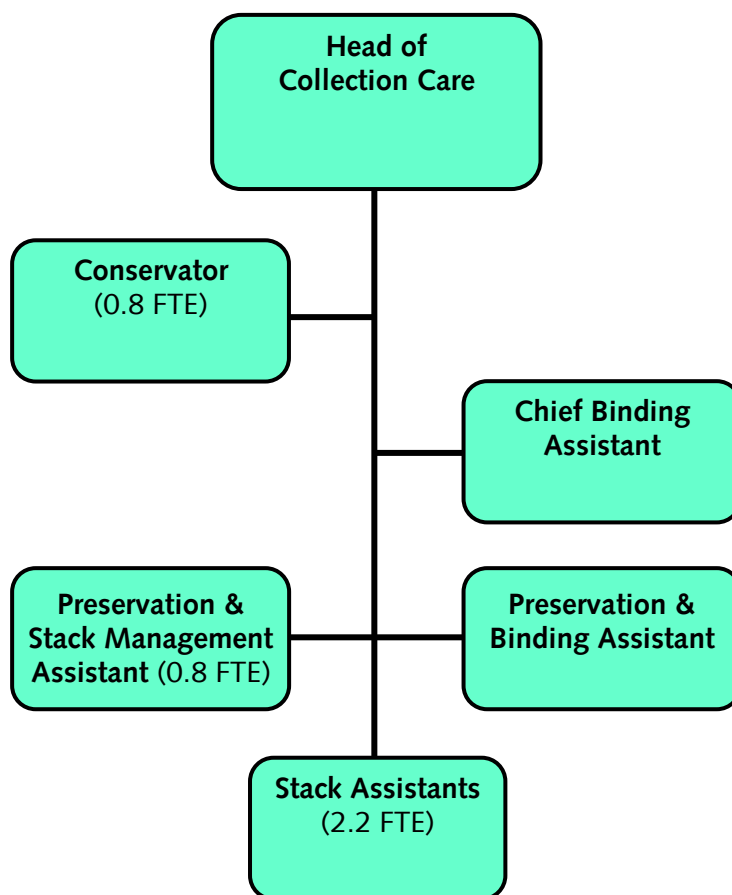 Head of
Collection Care
Conservator
(0.8 FTE)
Chief Binding
Assistant
Preservation &
Stack Management
Assistant (0.8 FTE)
Preservation &
Binding Assistant
Stack Assistants
(2.2 FTE)